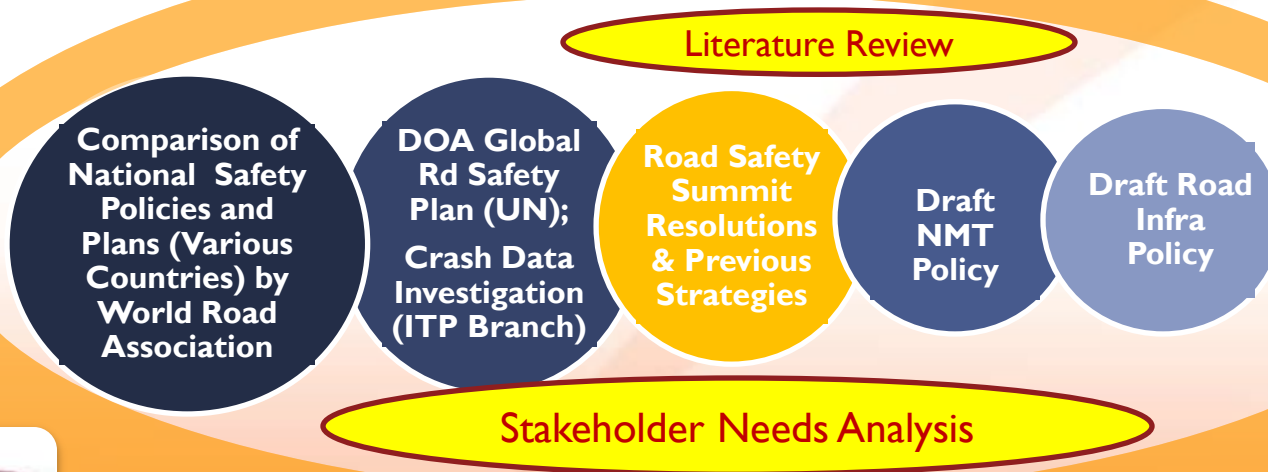 Literature Review
Comparison of
National Safety
Policies and
Plans (Various
Countries) by
World Road
Association
DOA Global
Rd Safety
Plan (UN);
Crash Data
Investigation
(ITP Branch)
Road Safety
Summit
Resolutions
& Previous
Strategies
Draft
NMT
Policy
Draft Road
Infra
Policy
Stakeholder Needs Analysis